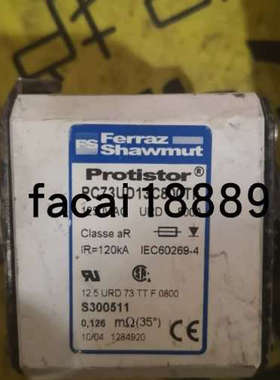 FS Ferraz
Shawmut
Protistor®
facai18889
Classe aR
IR=120kA IEC60269-4
12.5 URD 73 TT F 0800
S300511
0,126 mΩ(35°)
10/04 1284920
CE